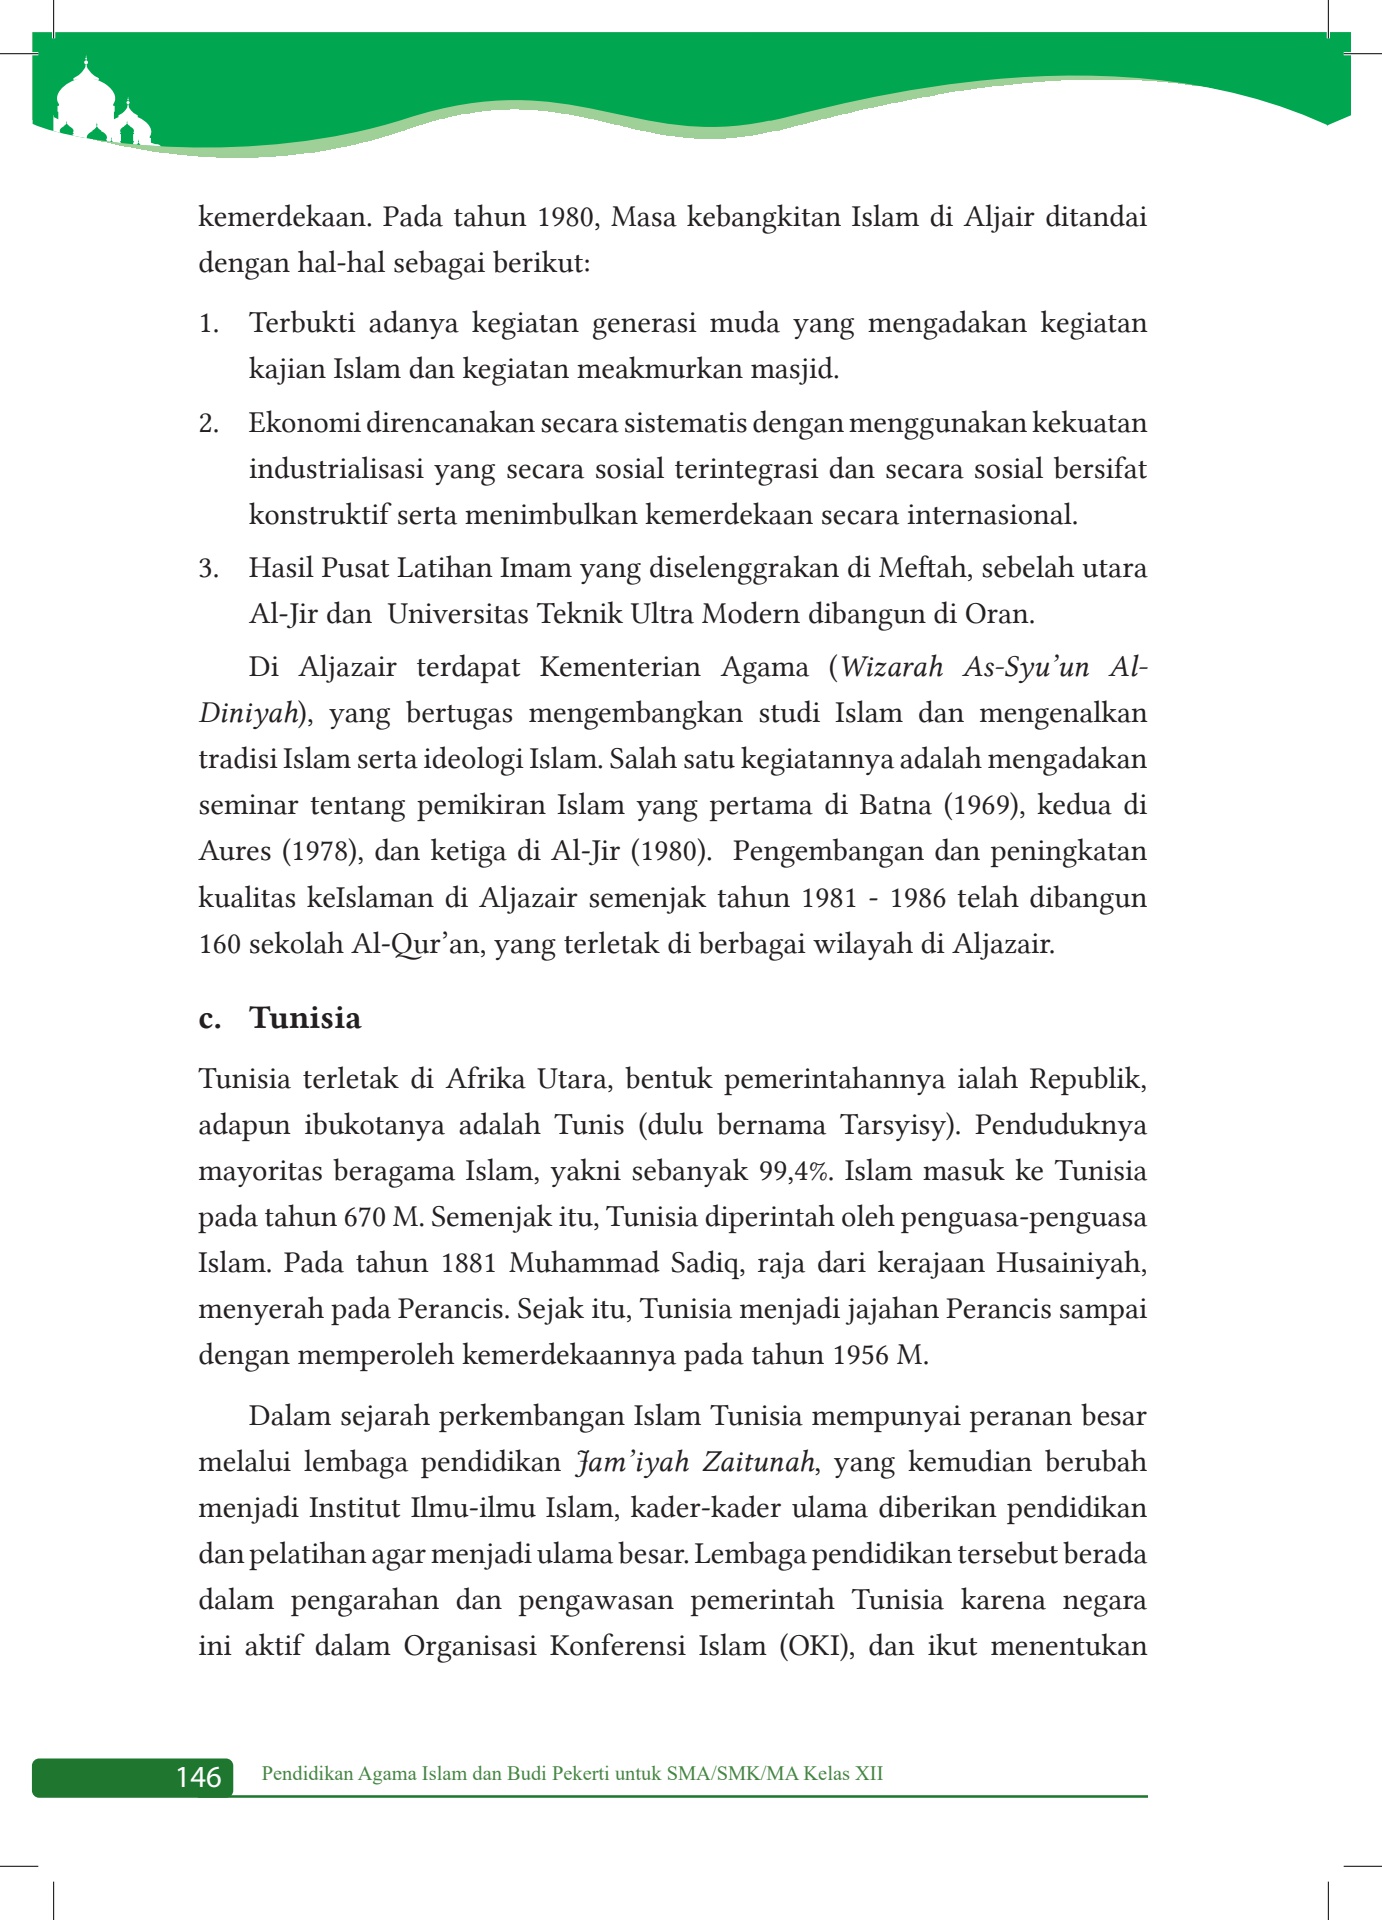 kemerdekaan. Pada tahun 1980, Masa kebangkitan Islam di Aljair ditandai
dengan hal-hal sebagai berikut:
1. Terbukti adanya kegiatan generasi muda yang mengadakan kegiatan
kajian Islam dan kegiatan meakmurkan masjid.
2. Ekonomi direncanakan secara sistematis dengan menggunakan kekuatan
industrialisasi yang secara sosial terintegrasi dan secara sosial bersifat
konstruktif serta menimbulkan kemerdekaan secara internasional.
3. Hasil Pusat Latihan Imam yang diselenggrakan di Meftah, sebelah utara
Al-Jir dan Universitas Teknik Ultra Modern dibangun di Oran.
Di Aljazair terdapat Kementerian Agama (Wizarah As-Syu’un Al-
Diniyah), yang bertugas mengembangkan studi Islam dan mengenalkan
tradisi Islam serta ideologi Islam. Salah satu kegiatannya adalah mengadakan
seminar tentang pemikiran Islam yang pertama di Batna (1969), kedua di
Aures (1978), dan ketiga di Al-Jir (1980). Pengembangan dan peningkatan
kualitas keIslaman di Aljazair semenjak tahun 1981 - 1986 telah dibangun
160 sekolah Al-Qur’an, yang terletak di berbagai wilayah di Aljazair.
c. Tunisia
Tunisia terletak di Afrika Utara, bentuk pemerintahannya ialah Republik,
adapun ibukotanya adalah Tunis (dulu bernama Tarsyisy). Penduduknya
mayoritas beragama Islam, yakni sebanyak 99,4%. Islam masuk ke Tunisia
pada tahun 670 M. Semenjak itu, Tunisia diperintah oleh penguasa-penguasa
Islam. Pada tahun 1881 Muhammad Sadiq, raja dari kerajaan Husainiyah,
menyerah pada Perancis. Sejak itu, Tunisia menjadi jajahan Perancis sampai
dengan memperoleh kemerdekaannya pada tahun 1956 M.
Dalam sejarah perkembangan Islam Tunisia mempunyai peranan besar
melalui lembaga pendidikan Jam’iyah Zaitunah, yang kemudian berubah
menjadi Institut Ilmu-ilmu Islam, kader-kader ulama diberikan pendidikan
dan pelatihan agar menjadi ulama besar. Lembaga pendidikan tersebut berada
dalam pengarahan dan pengawasan pemerintah Tunisia karena negara
ini aktif dalam Organisasi Konferensi Islam (OKI), dan ikut menentukan
146 Pendidikan Agama Islam dan Budi Pekerti untuk SMA/SMK/MA Kelas XII